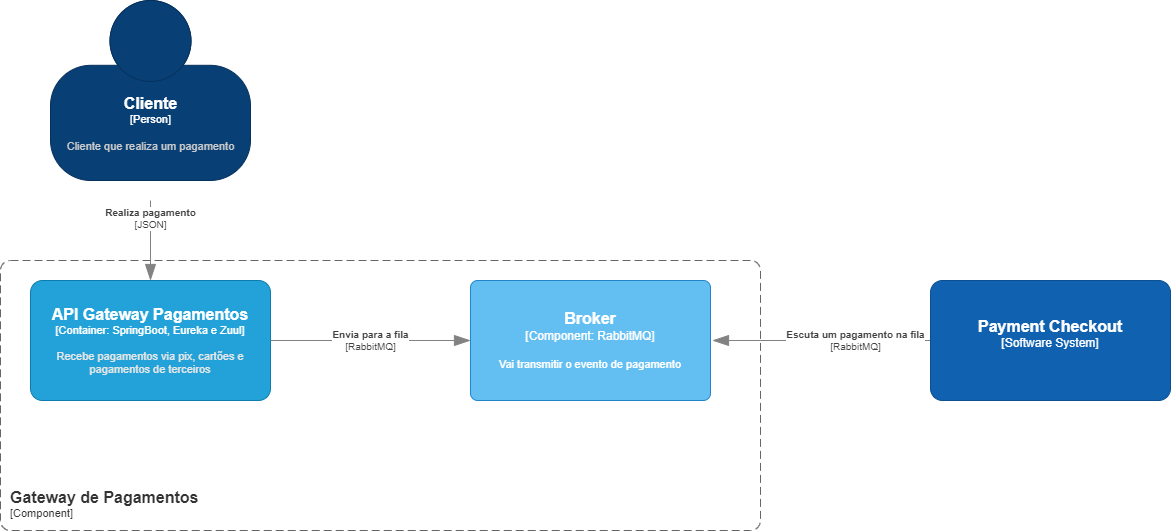 Cliente
[Person]
Cliente que realiza um pagamento
Realiza pagamento
[JSON]
API Gateway Pagamentos
[Container: SpringBoot, Eureka e Zuul]
Recebe pagamentos via pix, cartões e
pagamentos de terceiros
Envia para a fila
[RabbitMQ]
Broker
[Component: RabbitMQ]
Vai transmitir o evento de pagamento
Escuta um pagamento na fila
[RabbitMQ]
Payment Checkout
[Software System]
Gateway de Pagamentos
[Component]